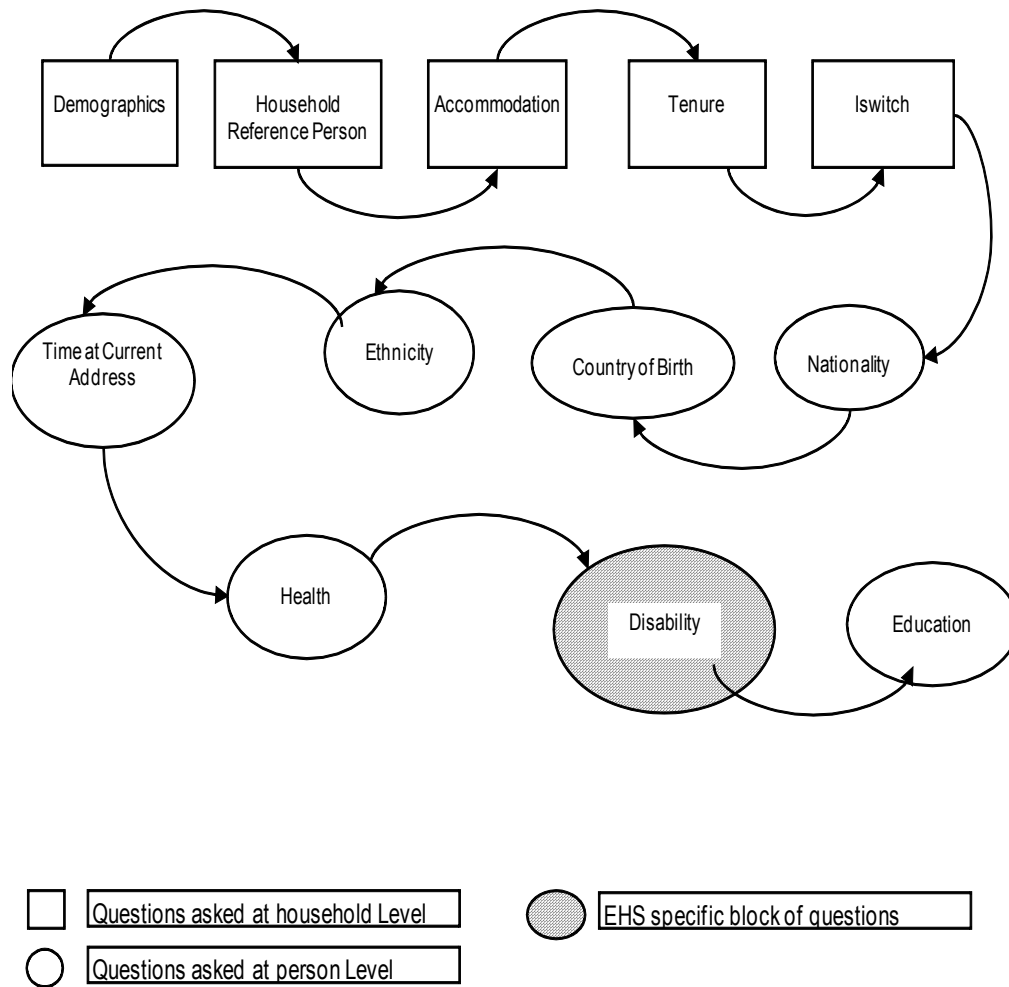 Demographics
Household
Reference Person
Accommodation
Tenure
Iswitch
Time at Current
Address
Ethnicity
Country of Birth
Nationality
Health
Disability
Education
Questions asked at household Level
EHS specific block of questions
Questions asked at person Level